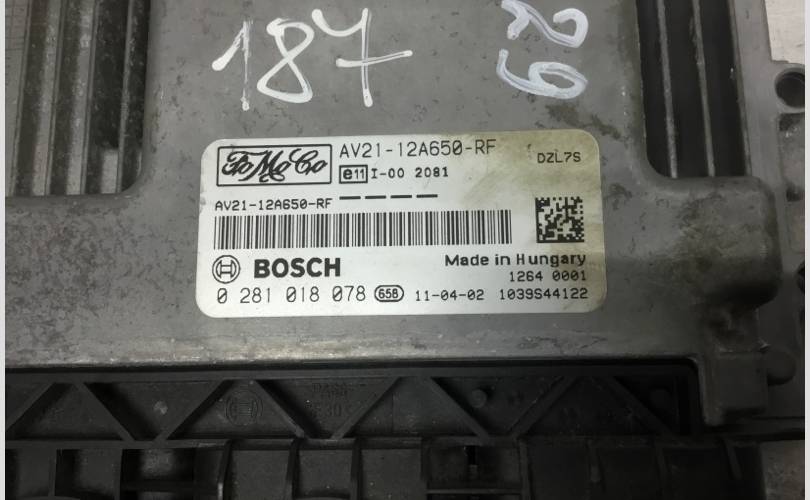 187
62
FoMoCo AV21-12A650-RF DZL7S
e11 I-00 2081
AV21-12A650-RF ————
BOSCH Made in Hungary
1264 0001
0 281 018 078 658 11-04-02 1039S44122